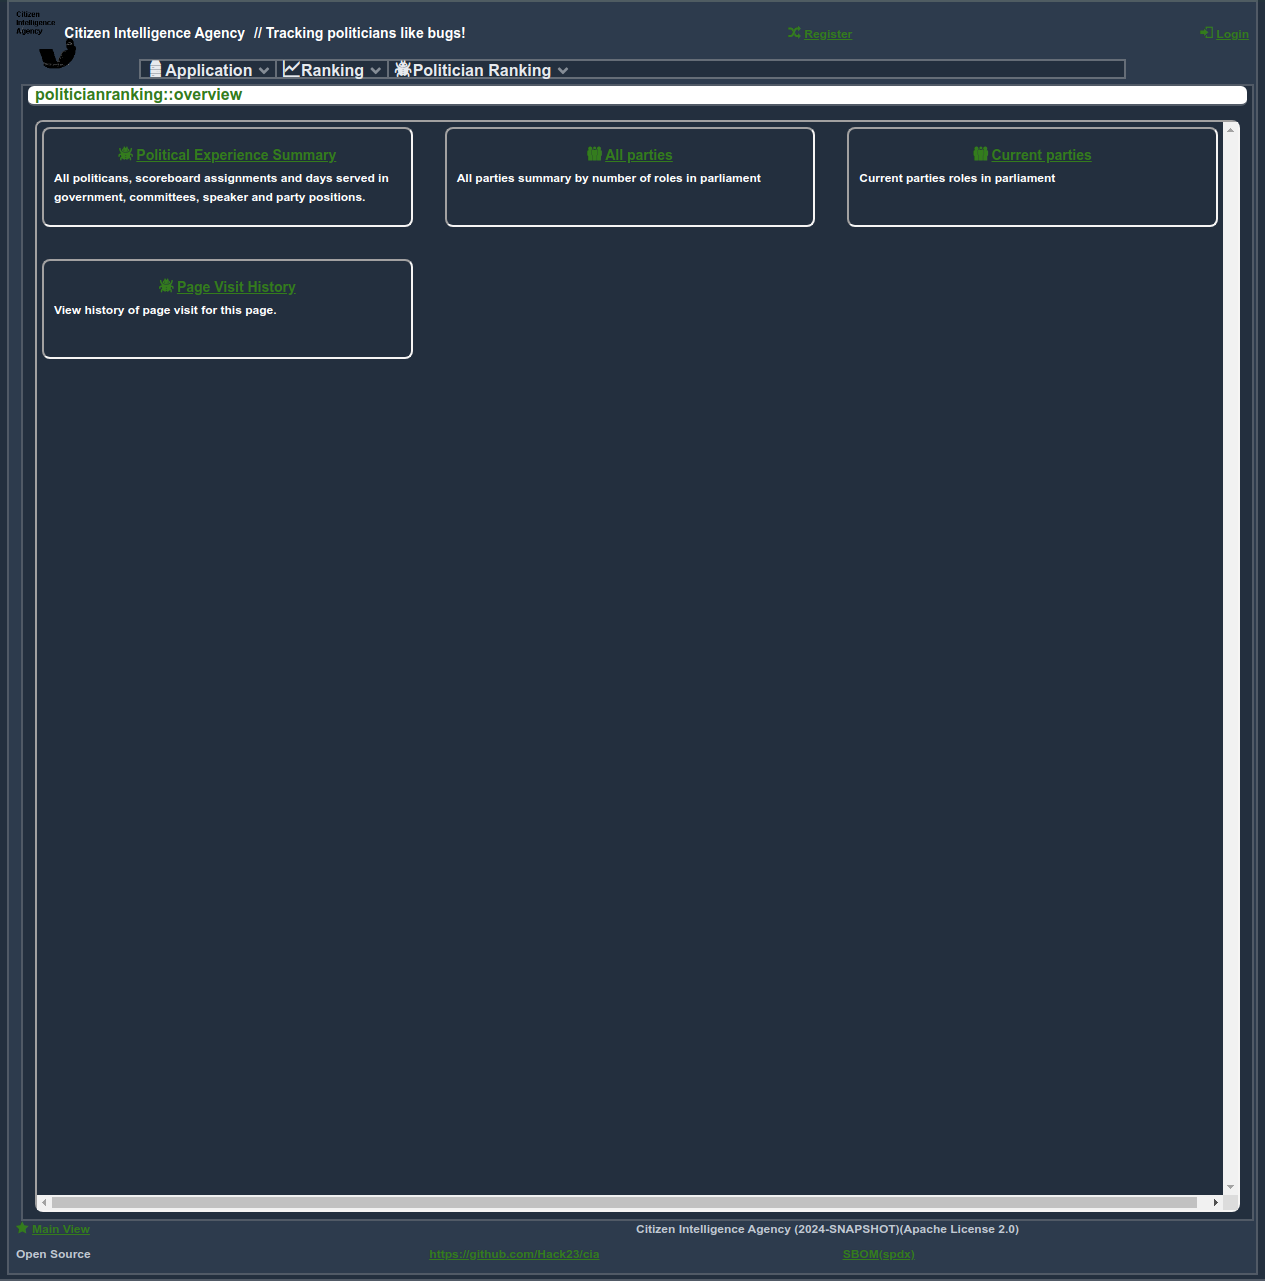 Citizen
Intelligence
Agency
Citizen Intelligence Agency // Tracking politicians like bugs!
Register
Login
Application
Ranking
Politician Ranking
politicianranking::overview
Political Experience Summary
All politicans, scoreboard assignments and days served in
government, committees, speaker and party positions.
All parties
All parties summary by number of roles in parliament
Current parties
Current parties roles in parliament
Page Visit History
View history of page visit for this page.
Main View
Citizen Intelligence Agency (2024-SNAPSHOT)(Apache License 2.0)
Open Source
https://github.com/Hack23/cia
SBOM(spdx)